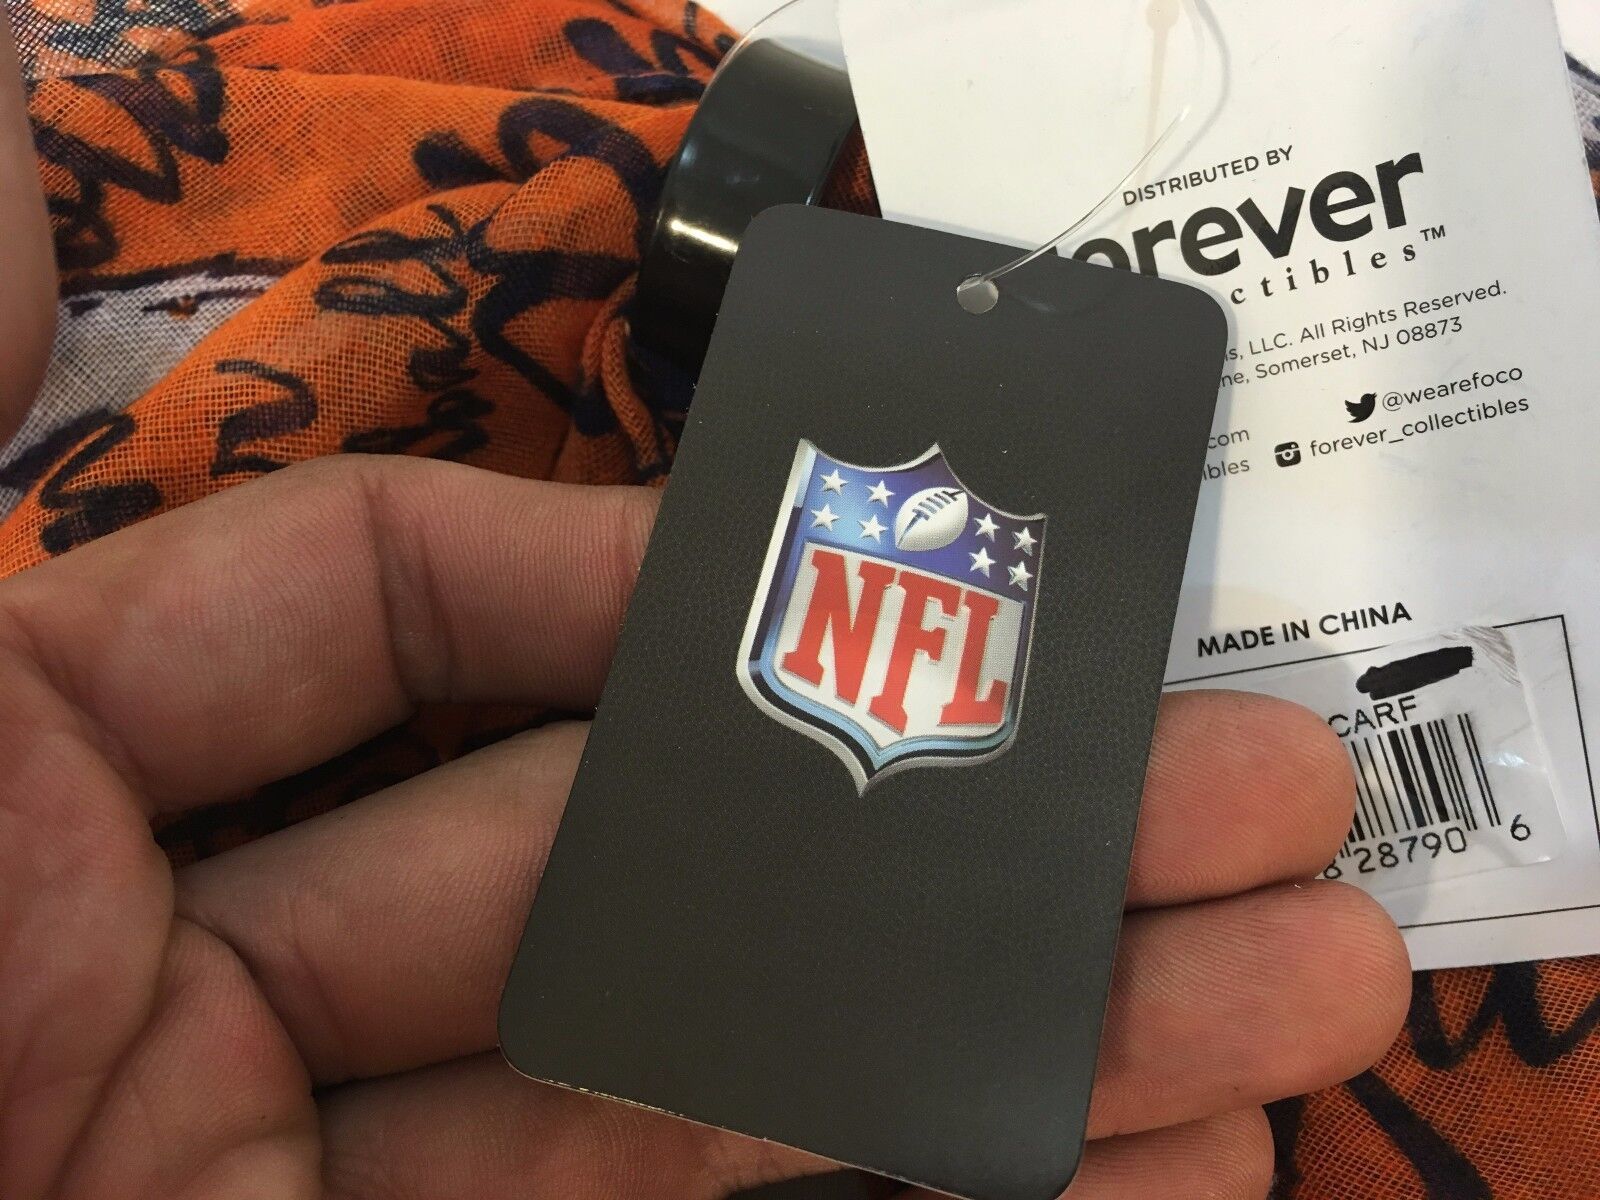 DISTRIBUTED BY
orever
ctibles™
s, LLC. All Rights Reserved.
ne, Somerset, NJ 08873
@wearefoco
com
forever_collectibles
ibles
NFL
MADE IN CHINA
CARF
8 28790 6